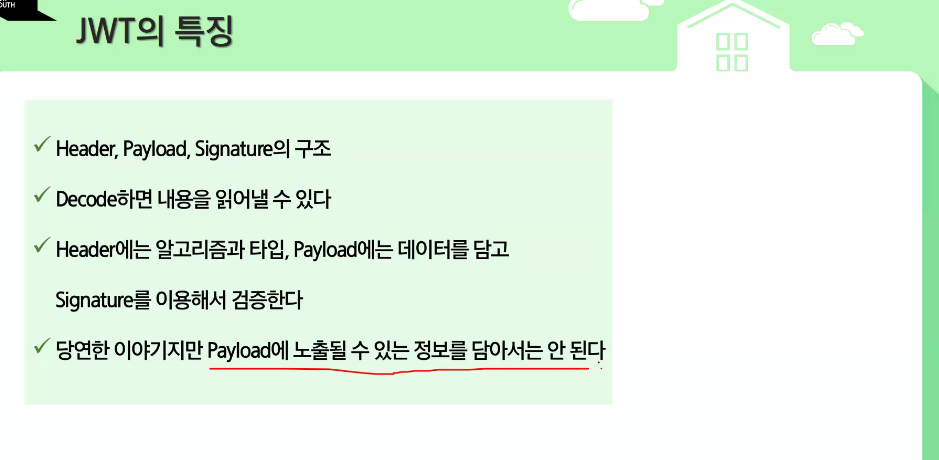 OUTH
JWT의 특징
Header, Payload, Signature의 구조
Decode하면 내용을 읽어낼 수 있다
Header에는 알고리즘과 타입, Payload에는 데이터를 담고
Signature를 이용해서 검증한다
당연한 이야기지만 Payload에 노출될 수 있는 정보를 담아서는 안 된다